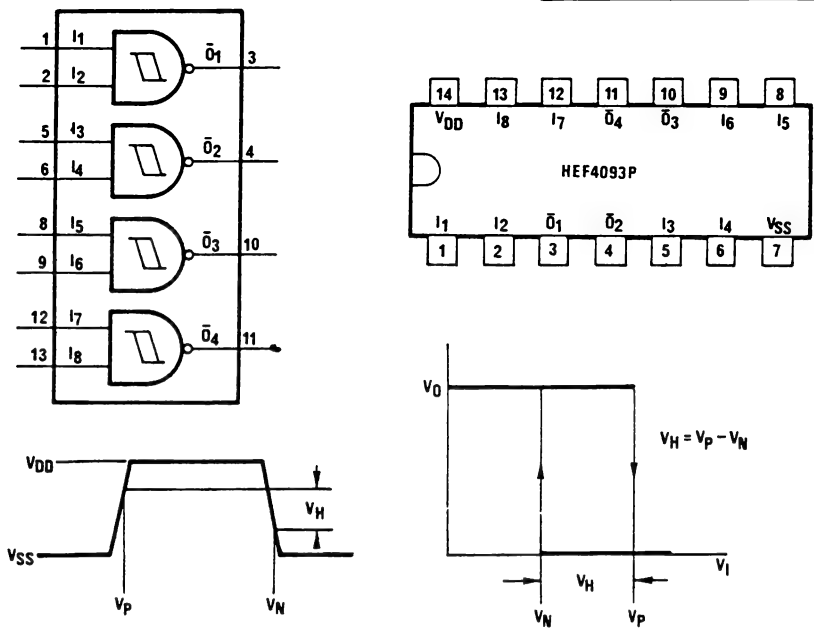 1 I1 Ō1 3
2 I2
5 I3 Ō2 4
6 I4
8 I5 Ō3 10
9 I6
12 I7 Ō4 11
13 I8
14 13 12 11 10 9 8
VDD I8 I7 Ō4 Ō3 I6 I5
HEF4093P
I1 I2 Ō1 Ō2 I3 I4 VSS
1 2 3 4 5 6 7
VDD
VH
VSS
VP VN
VO
VH = VP – VN
VI
VH
VN VP